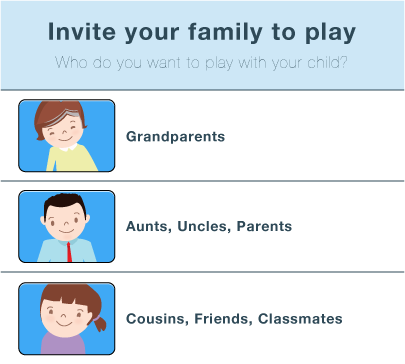 Invite your family to play
Who do you want to play with your child?
Grandparents
Aunts, Uncles, Parents
Cousins, Friends, Classmates